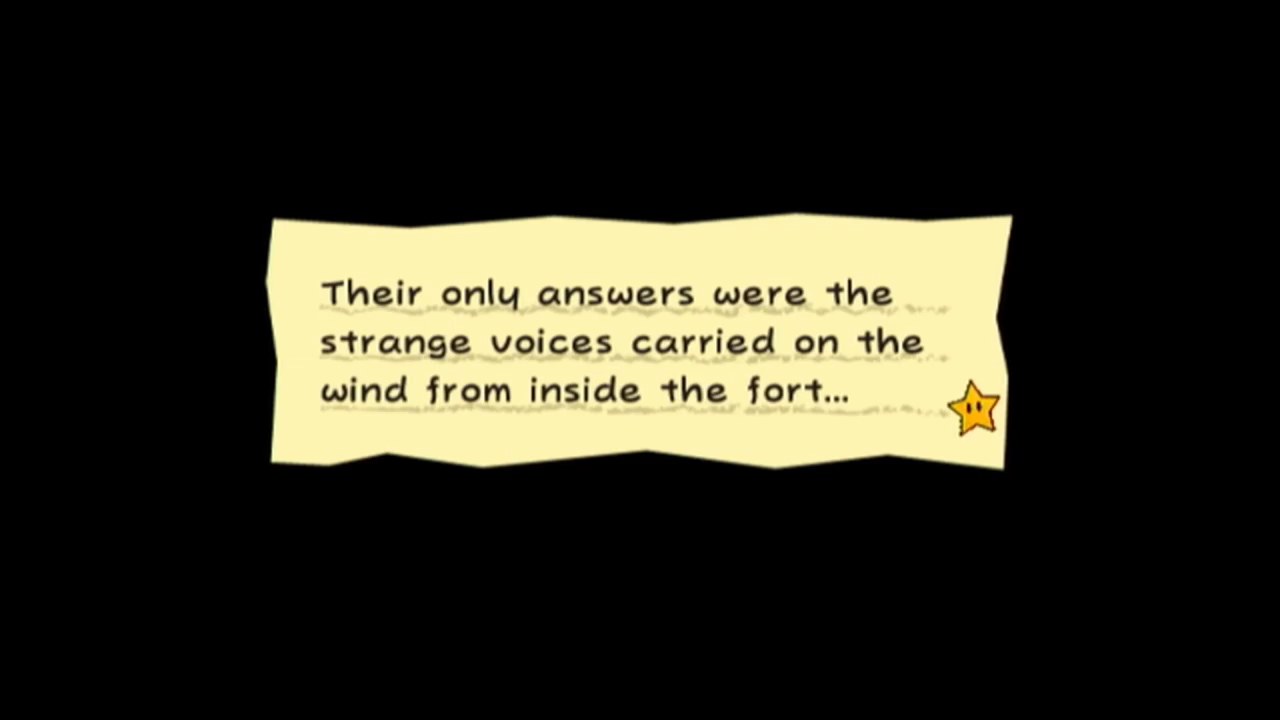 Their only answers were the
strange voices carried on the
wind from inside the fort...